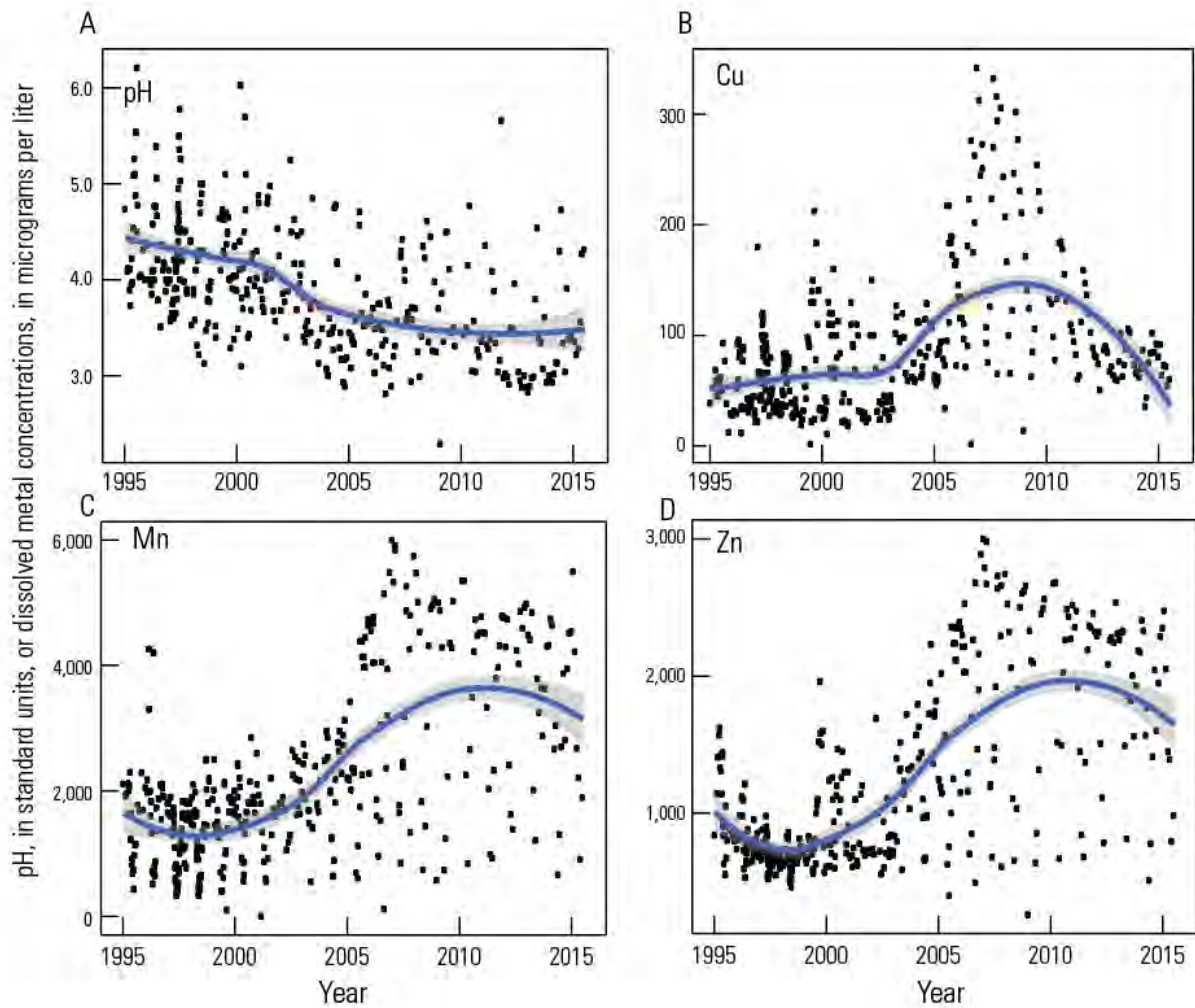 pH, in standard units, or dissolved metal concentrations, in micrograms per liter
A
pH
6.0
5.0
4.0
3.0
1995 2000 2005 2010 2015
B
Cu
300
200
100
0
1995 2000 2005 2010 2015
C
Mn
6,000
4,000
2,000
0
1995 2000 2005 2010 2015
Year
D
Zn
3,000
2,000
1,000
1995 2000 2005 2010 2015
Year